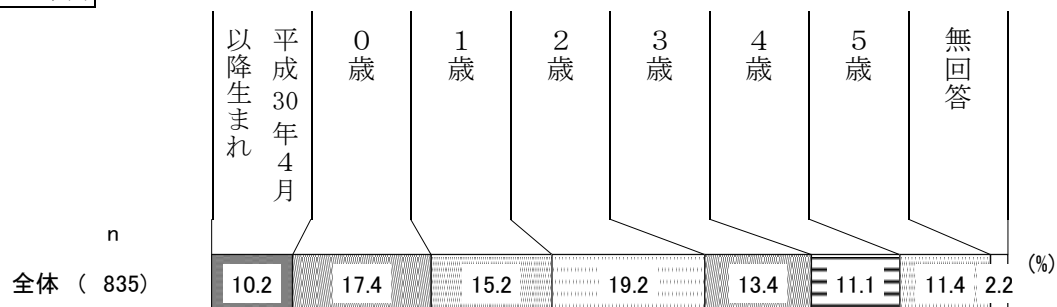 平成30年4月
以降生まれ
0歳
1歳
2歳
3歳
4歳
5歳
無回答
n
(%)
全体 ( 835)
10.2
17.4
15.2
19.2
13.4
11.1
11.4
2.2